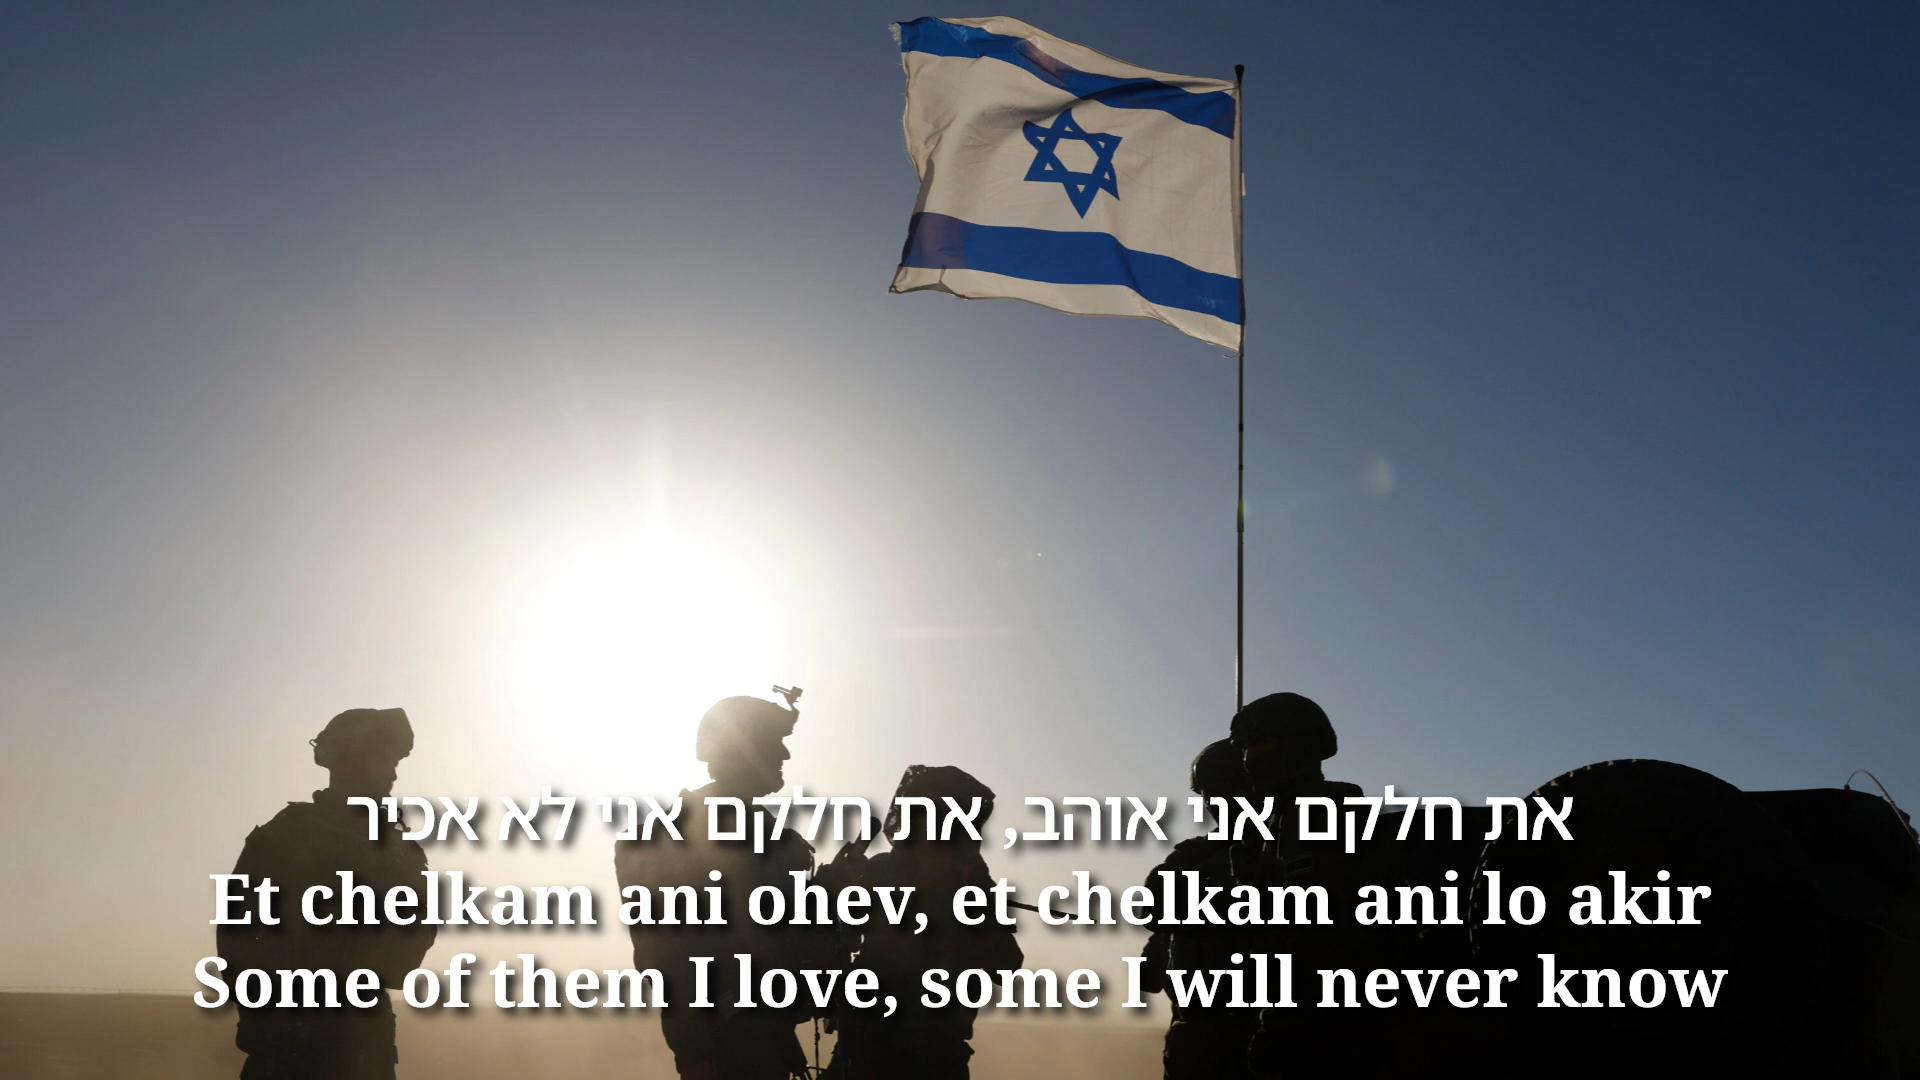 את חלקם אני אוהב, את חלקם אני לא אכיר
Et chelkam ani ohev, et chelkam ani lo akir
Some of them I love, some I will never know